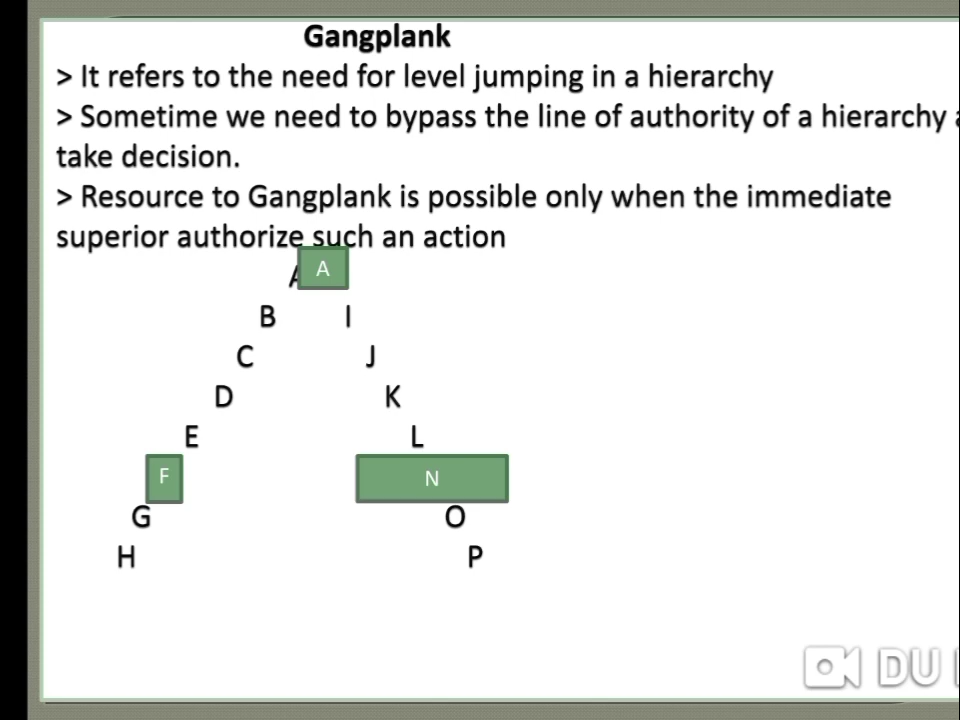 Gangplank
> It refers to the need for level jumping in a hierarchy
> Sometime we need to bypass the line of authority of a hierarchy
take decision.
> Resource to Gangplank is possible only when the immediate
superior authorize such an action
A
B I
C J
D K
E L
F N
G O
H P
DU